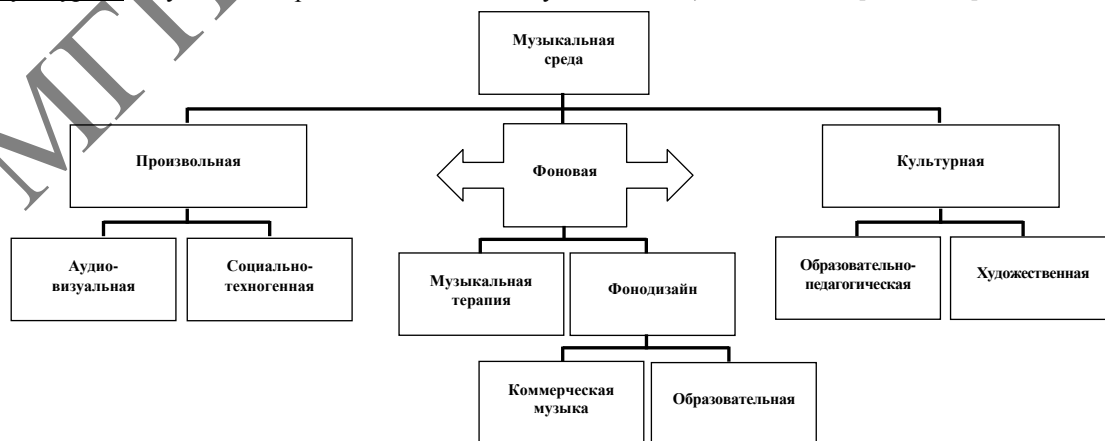 Музыкальная
среда
Произвольная
Фоновая
Культурная
Аудио-
визуальная
Социально-
техногенная
Музыкальная
терапия
Фонодизайн
Образовательно-
педагогическая
Художественная
Коммерческая
музыка
Образовательная